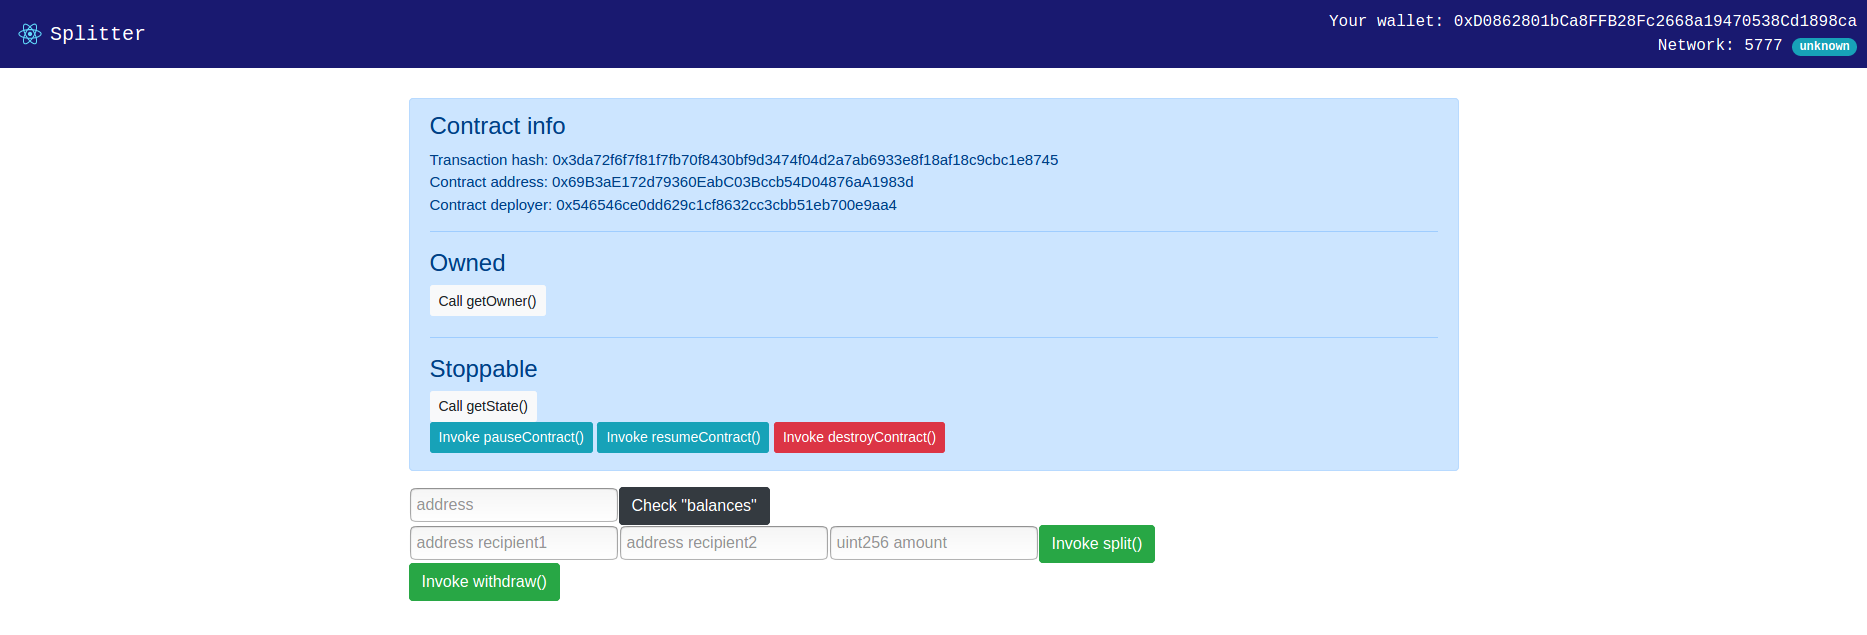 Splitter
Your wallet: 0xD0862801bCa8FFB28Fc2668a19470538Cd1898ca
Network: 5777 unknown
Contract info
Transaction hash: 0x3da72f6f7f81f7fb70f8430bf9d3474f04d2a7ab6933e8f18af18c9cbc1e8745
Contract address: 0x69B3aE172d79360EabC03Bccb54D04876aA1983d
Contract deployer: 0x546546ce0dd629c1cf8632cc3cbb51eb700e9aa4
Owned
Call getOwner()
Stoppable
Call getState()
Invoke pauseContract() Invoke resumeContract() Invoke destroyContract()
address Check "balances"
address recipient1 address recipient2 uint256 amount Invoke split()
Invoke withdraw()